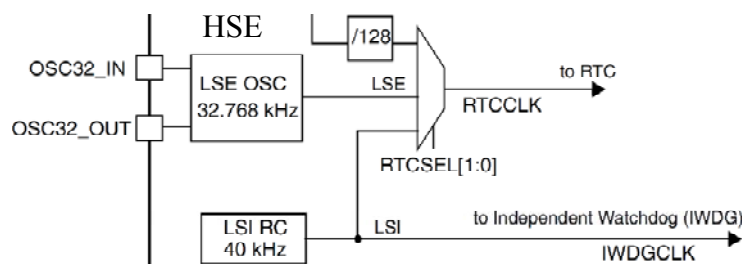 HSE
/128
OSC32_IN
LSE OSC
32.768 kHz
LSE
to RTC
RTCCLK
OSC32_OUT
RTCSEL[1:0]
LSI RC
40 kHz
LSI
to Independent Watchdog (IWDG)
IWDGCLK